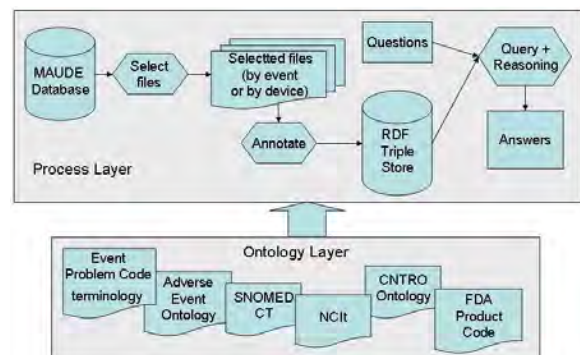 MAUDE
Database
Select
files
Selectted files
(by event
or by device)
Questions
Query +
Reasoning
Annotate
RDF
Triple
Store
Answers
Process Layer
Ontology Layer
Event
Problem Code
terminology
Adverse
Event
Ontology
SNOMED
CT
NCIt
CNTRO
Ontology
FDA
Product
Code